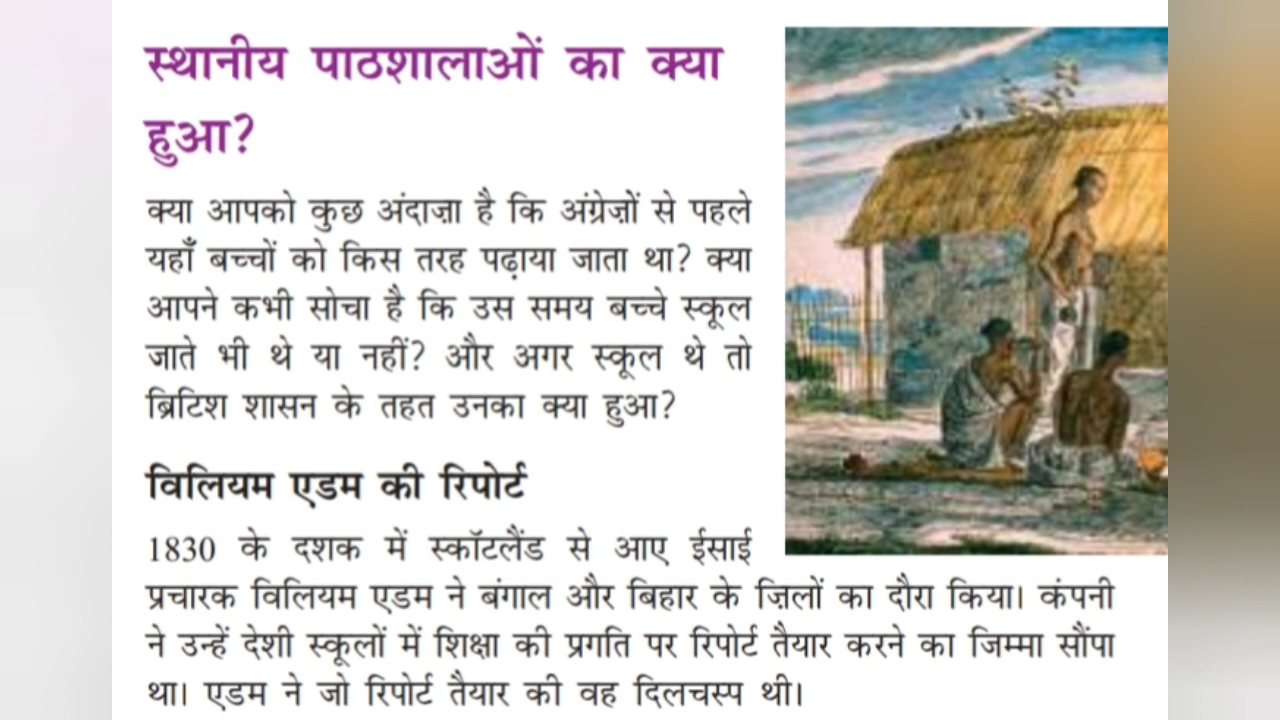 स्थानीय पाठशालाओं का क्या
हुआ?
क्या आपको कुछ अंदाज़ा है कि अंग्रेज़ों से पहले
यहाँ बच्चों को किस तरह पढ़ाया जाता था? क्या
आपने कभी सोचा है कि उस समय बच्चे स्कूल
जाते भी थे या नहीं? और अगर स्कूल थे तो
ब्रिटिश शासन के तहत उनका क्या हुआ?
विलियम एडम की रिपोर्ट
1830 के दशक में स्कॉटलैंड से आए ईसाई
प्रचारक विलियम एडम ने बंगाल और बिहार के ज़िलों का दौरा किया। कंपनी
ने उन्हें देशी स्कूलों में शिक्षा की प्रगति पर रिपोर्ट तैयार करने का जिम्मा सौंपा
था। एडम ने जो रिपोर्ट तैयार की वह दिलचस्प थी।